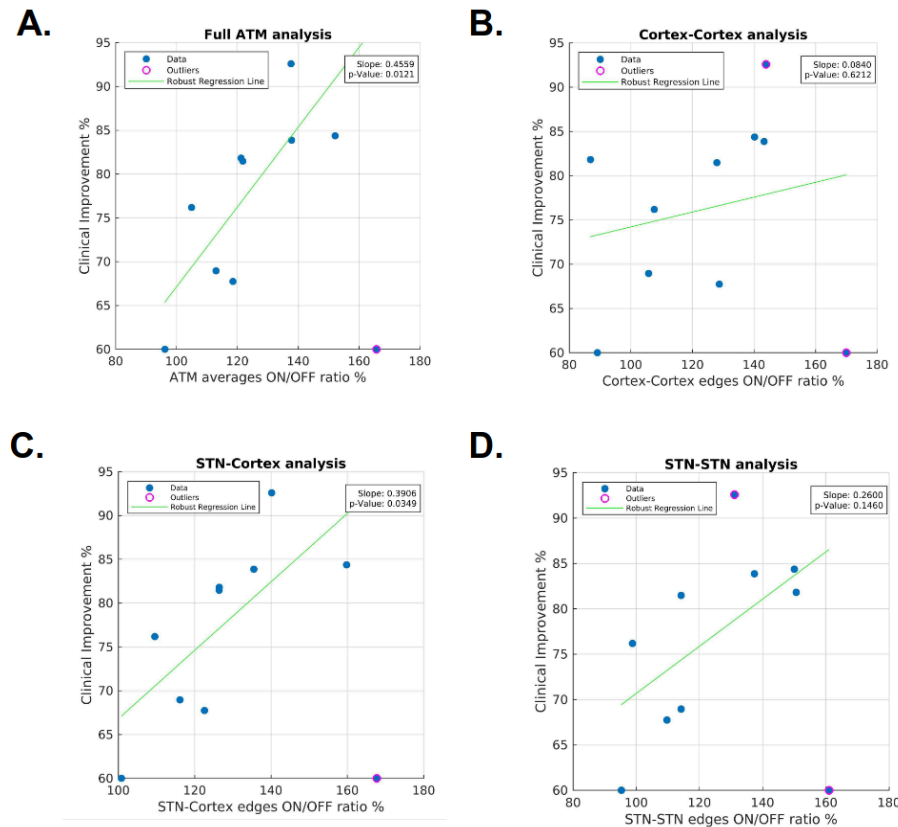 A.
Full ATM analysis
Data
Outliers
Robust Regression Line
Slope: 0.4559
p-Value: 0.0121
95
90
85
80
75
70
65
60
Clinical Improvement %
80 100 120 140 160 180
ATM averages ON/OFF ratio %
B.
Cortex-Cortex analysis
Data
Outliers
Robust Regression Line
Slope: 0.0840
p-Value: 0.6212
95
90
85
80
75
70
65
60
Clinical Improvement %
80 100 120 140 160 180
Cortex-Cortex edges ON/OFF ratio %
C.
STN-Cortex analysis
Data
Outliers
Robust Regression Line
Slope: 0.3906
p-Value: 0.0349
95
90
85
80
75
70
65
60
Clinical Improvement %
100 120 140 160 180
STN-Cortex edges ON/OFF ratio %
D.
STN-STN analysis
Data
Outliers
Robust Regression Line
Slope: 0.2600
p-Value: 0.1460
95
90
85
80
75
70
65
60
Clinical Improvement %
80 100 120 140 160 180
STN-STN edges ON/OFF ratio %